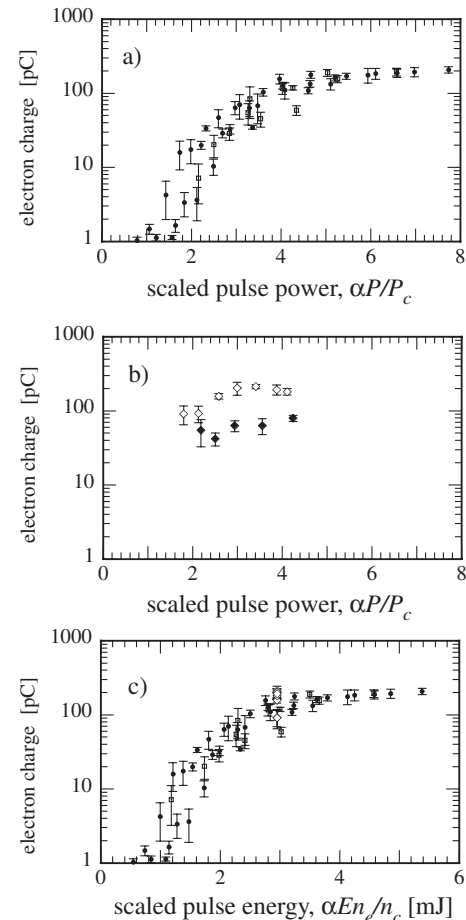 1000
a)
100
10
1
0 2 4 6 8
electron charge [pC]
scaled pulse power, αP/Pc
1000
b)
100
10
1
0 2 4 6 8
electron charge [pC]
scaled pulse power, αP/Pc
1000
c)
100
10
1
0 2 4 6
electron charge [pC]
scaled pulse energy, αEne/nc [mJ]